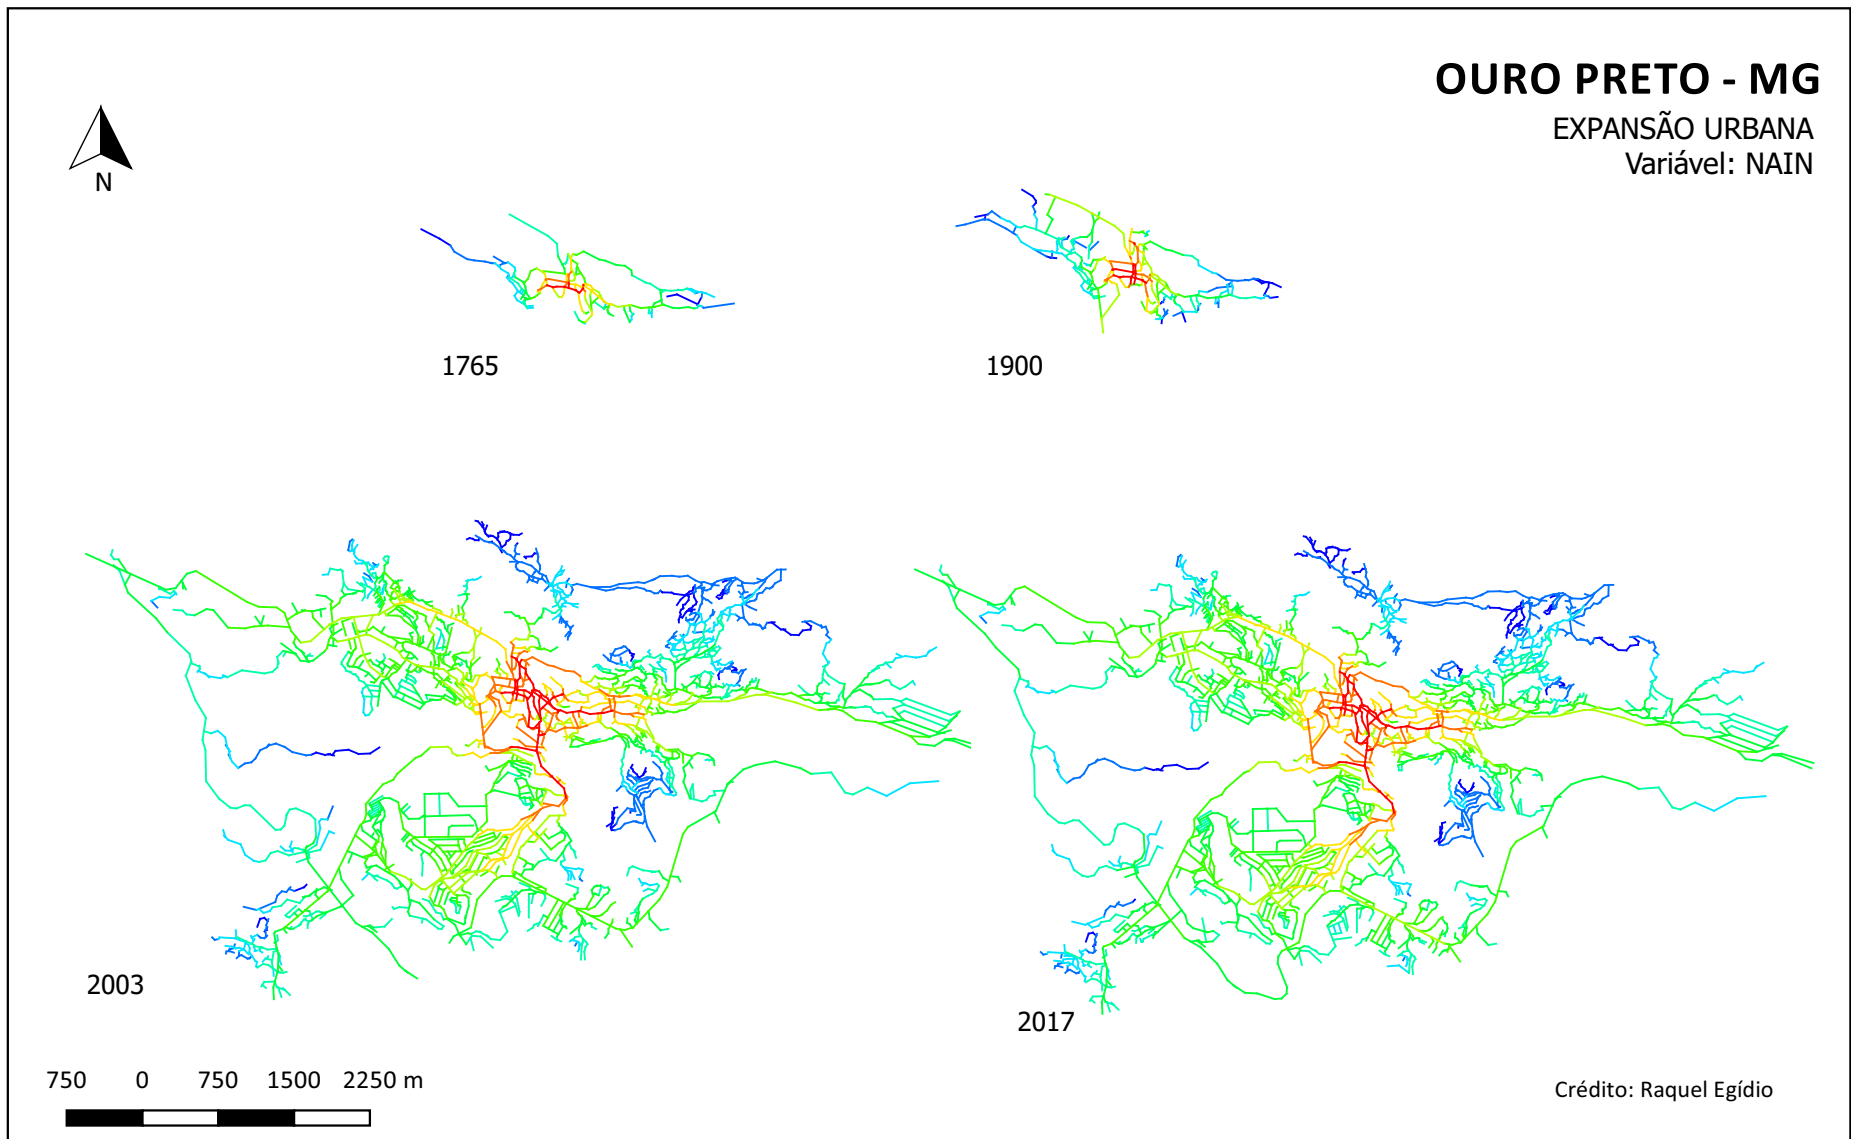 OURO PRETO - MG
EXPANSÃO URBANA
Variável: NAIN
N
1765
1900
2003
2017
750 0 750 1500 2250 m
Crédito: Raquel Egídio